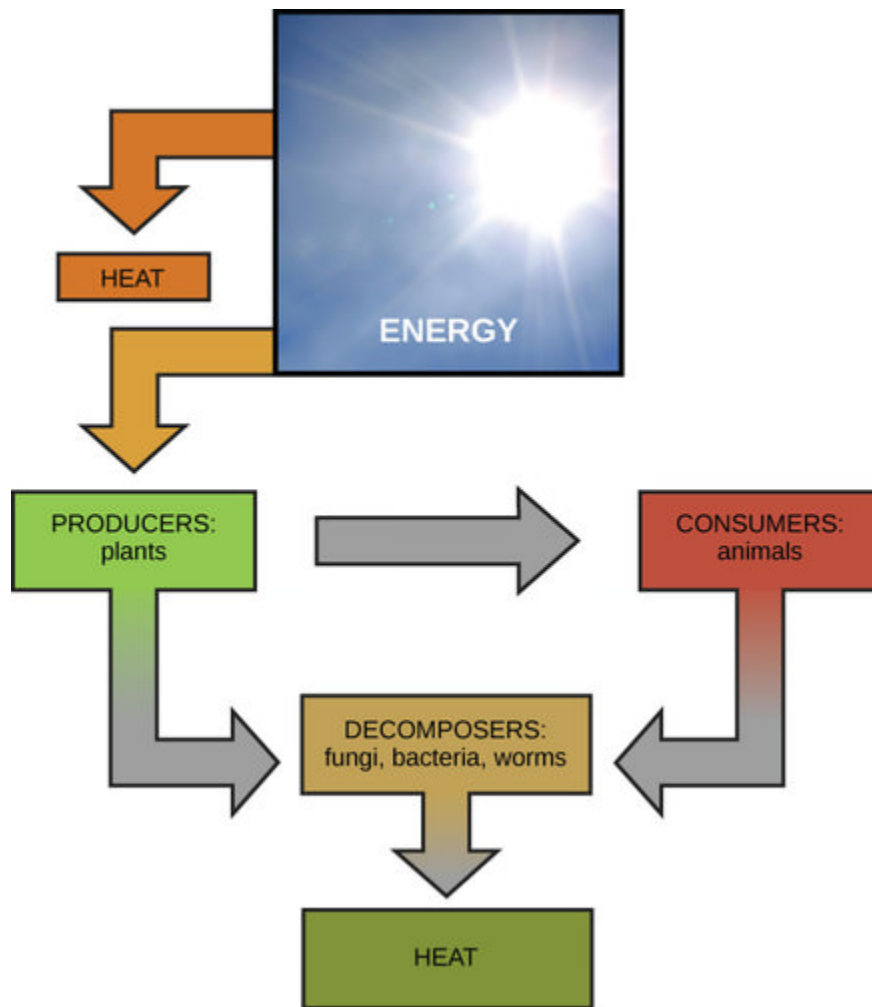 HEAT
ENERGY
PRODUCERS:
plants
CONSUMERS:
animals
DECOMPOSERS:
fungi, bacteria, worms
HEAT